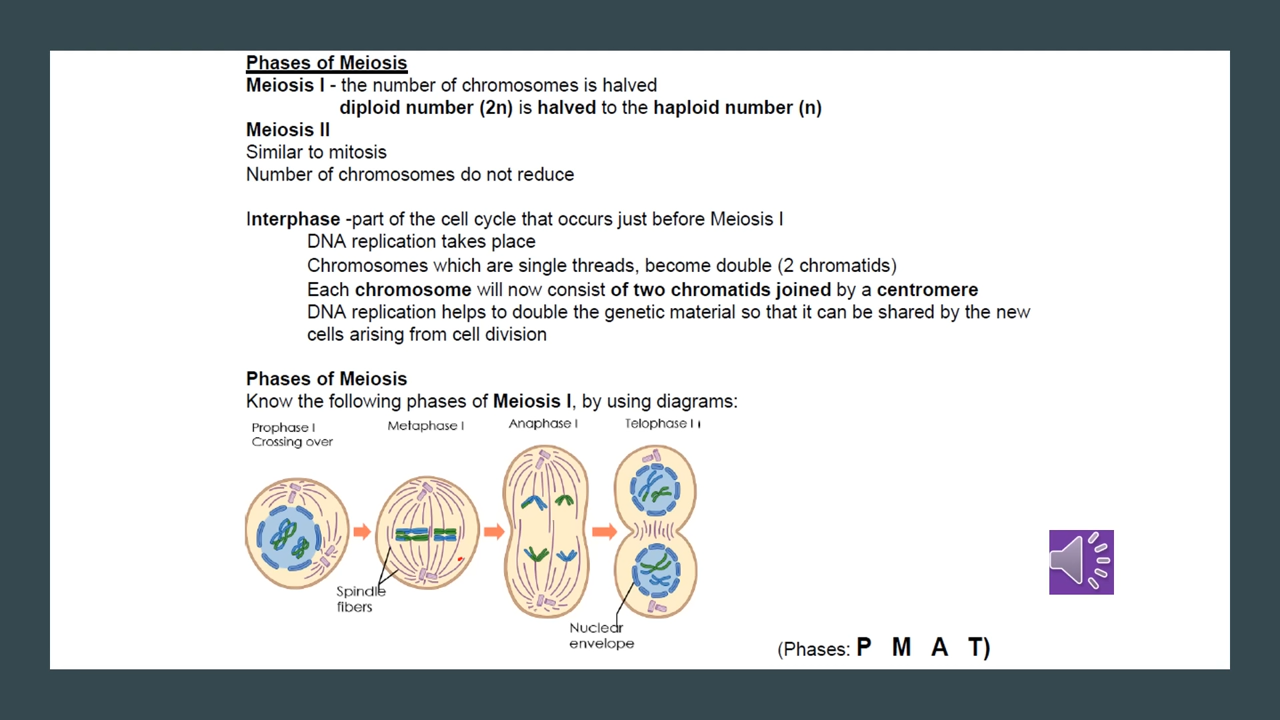 Phases of Meiosis
Meiosis I - the number of chromosomes is halved
diploid number (2n) is halved to the haploid number (n)
Meiosis II
Similar to mitosis
Number of chromosomes do not reduce
Interphase -part of the cell cycle that occurs just before Meiosis I
DNA replication takes place
Chromosomes which are single threads, become double (2 chromatids)
Each chromosome will now consist of two chromatids joined by a centromere
DNA replication helps to double the genetic material so that it can be shared by the new
cells arising from cell division
Phases of Meiosis
Know the following phases of Meiosis I, by using diagrams:
Prophase I
Crossing over
Metaphase I
Anaphase I
Telophase I
Spindle
fibers
Nuclear
envelope
(Phases: P M A T)